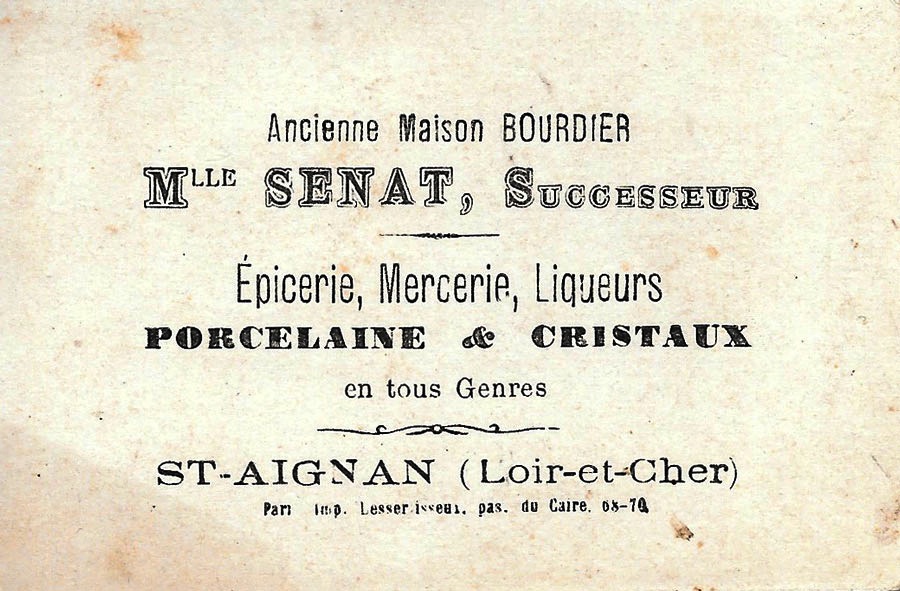 Ancienne Maison BOURDIER
MLLE SENAT, SUCCESSEUR
Épicerie, Mercerie, Liqueurs
PORCELAINE & CRISTAUX
en tous Genres
ST-AIGNAN (Loir-et-Cher)
Imp. pas. du Caire. 68-70